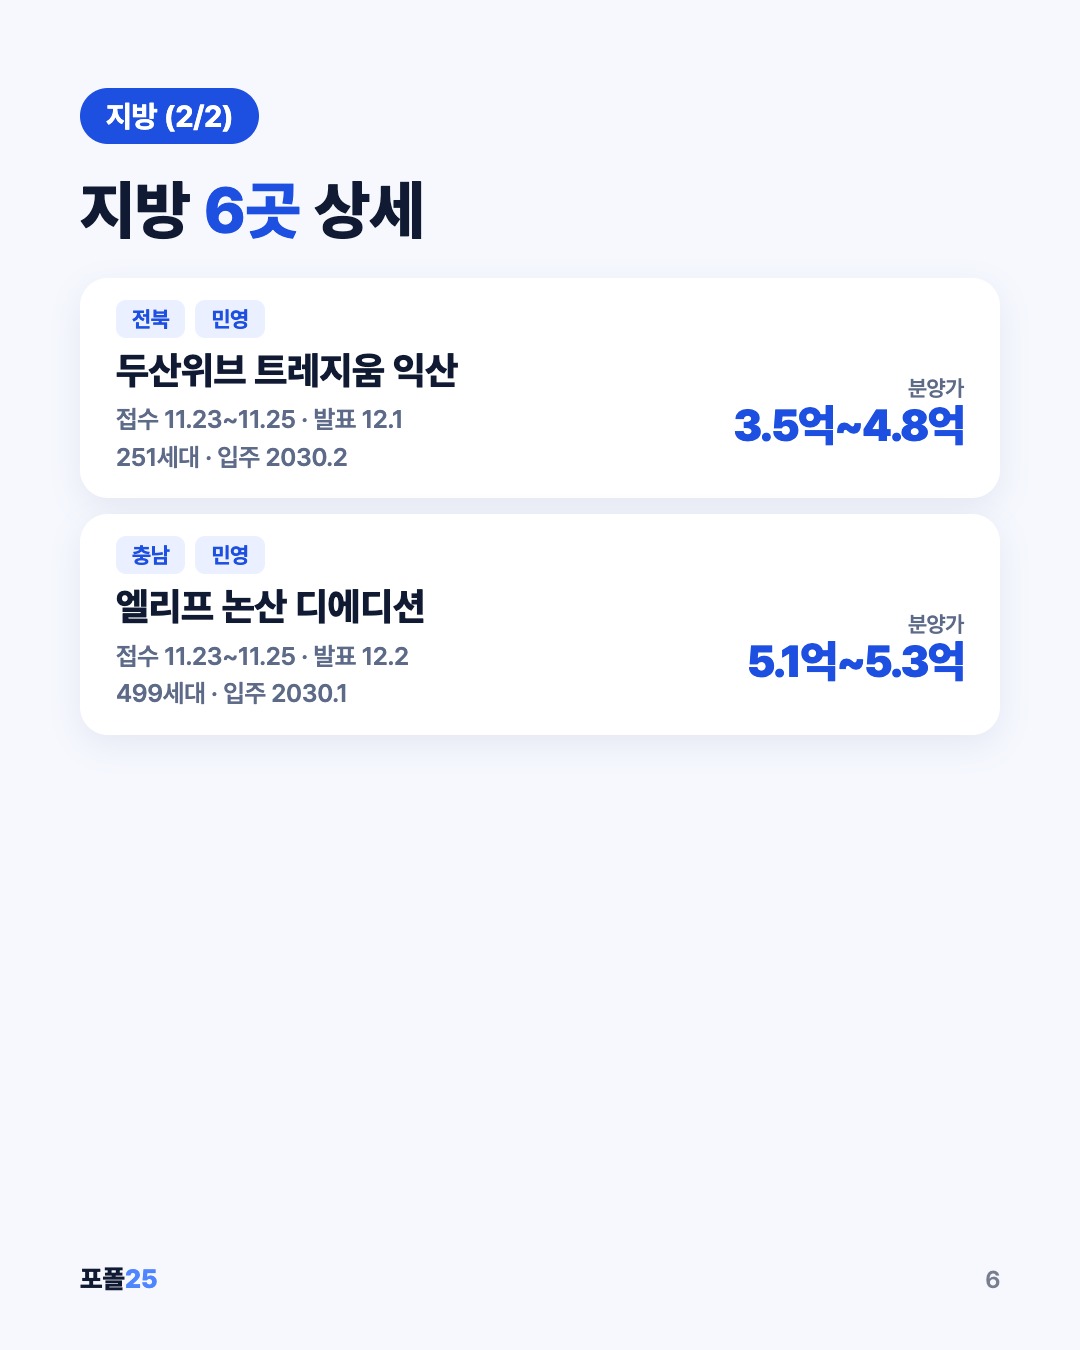 지방 (2/2)
지방 6곳 상세
전북 민영
두산위브 트레지움 익산
접수 11.23~11.25 · 발표 12.1
251세대 · 입주 2030.2
분양가
3.5억~4.8억
충남 민영
엘리프 논산 디에디션
접수 11.23~11.25 · 발표 12.2
499세대 · 입주 2030.1
분양가
5.1억~5.3억
포폴25
6